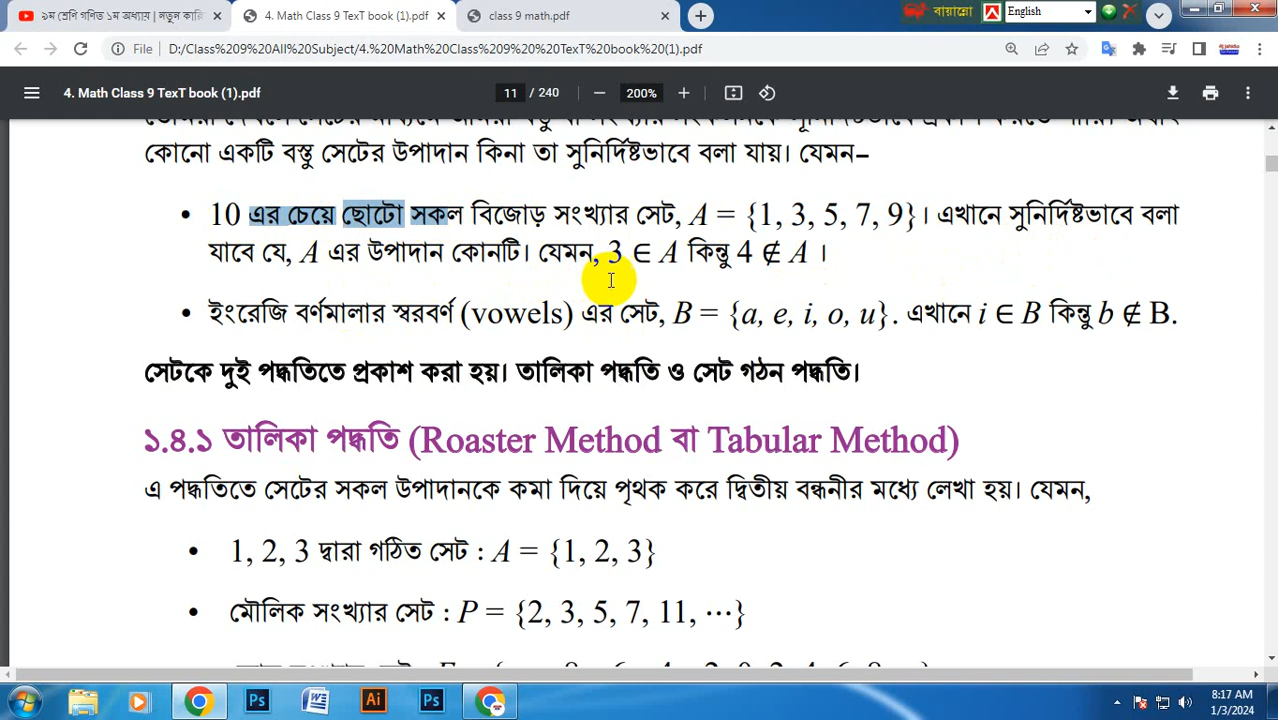 ৯ম শ্রেণি গণিত ১ম অধ্যায় | নতুন কারি
4. Math Class 9 TexT book (1).pdf
class 9 math.pdf
বায়ান্নো
English
File
D:/Class%209%20All%20Subject/4.%20Math%20Class%209%20%20TexT%20book%20(1).pdf
4. Math Class 9 TexT book (1).pdf
11 / 240
200%
কোনো একটি বস্তু সেটের উপাদান কিনা তা সুনির্দিষ্টভাবে বলা যায়। যেমন–
• 10 এর চেয়ে ছোটো সকল বিজোড় সংখ্যার সেট, A = {1, 3, 5, 7, 9}। এখানে সুনির্দিষ্টভাবে বলা
যাবে যে, A এর উপাদান কোনটি। যেমন, 3 ∈ A কিন্তু 4 ∉ A ।
• ইংরেজি বর্ণমালার স্বরবর্ণ (vowels) এর সেট, B = {a, e, i, o, u}. এখানে i ∈ B কিন্তু b ∉ B.
সেটকে দুই পদ্ধতিতে প্রকাশ করা হয়। তালিকা পদ্ধতি ও সেট গঠন পদ্ধতি।
১.৪.১ তালিকা পদ্ধতি (Roaster Method বা Tabular Method)
এ পদ্ধতিতে সেটের সকল উপাদানকে কমা দিয়ে পৃথক করে দ্বিতীয় বন্ধনীর মধ্যে লেখা হয়। যেমন,
• 1, 2, 3 দ্বারা গঠিত সেট : A = {1, 2, 3}
• মৌলিক সংখ্যার সেট : P = {2, 3, 5, 7, 11, ⋯}
8:17 AM
1/3/2024